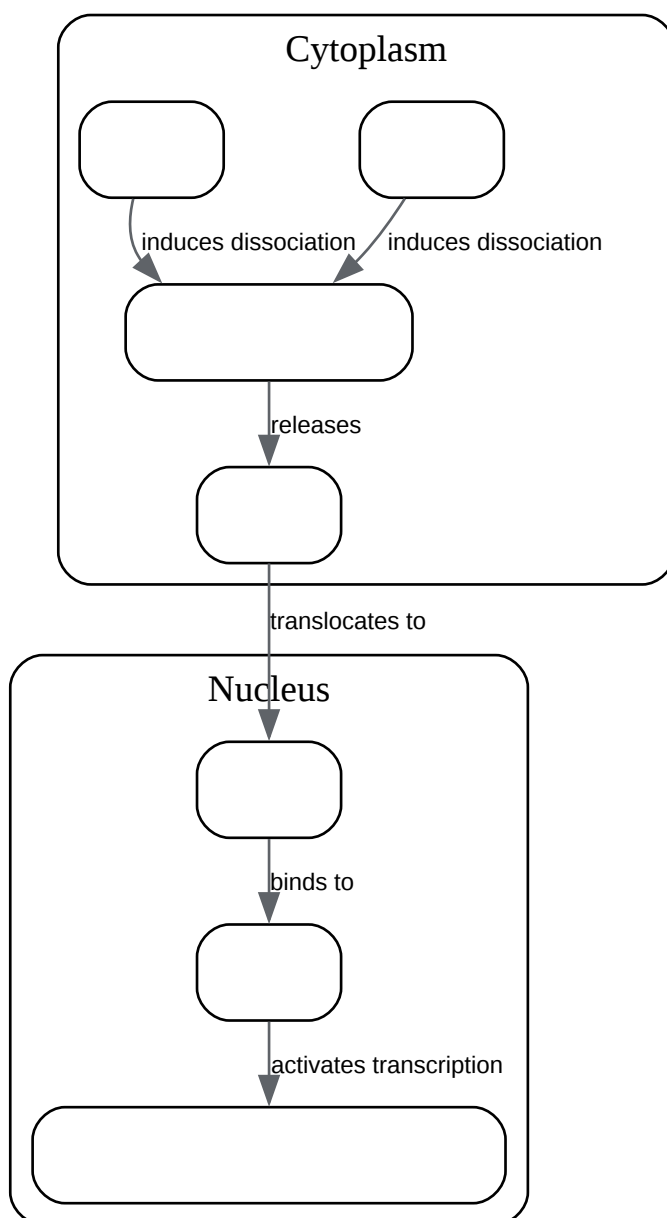 Cytoplasm
induces dissociation
induces dissociation
releases
translocates to
Nucleus
binds to
activates transcription